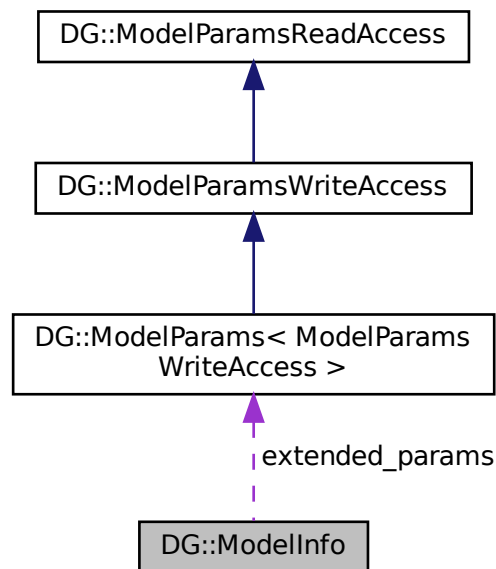 DG::ModelParamsReadAccess
DG::ModelParamsWriteAccess
DG::ModelParams< ModelParams
WriteAccess >
extended_params
DG::ModelInfo